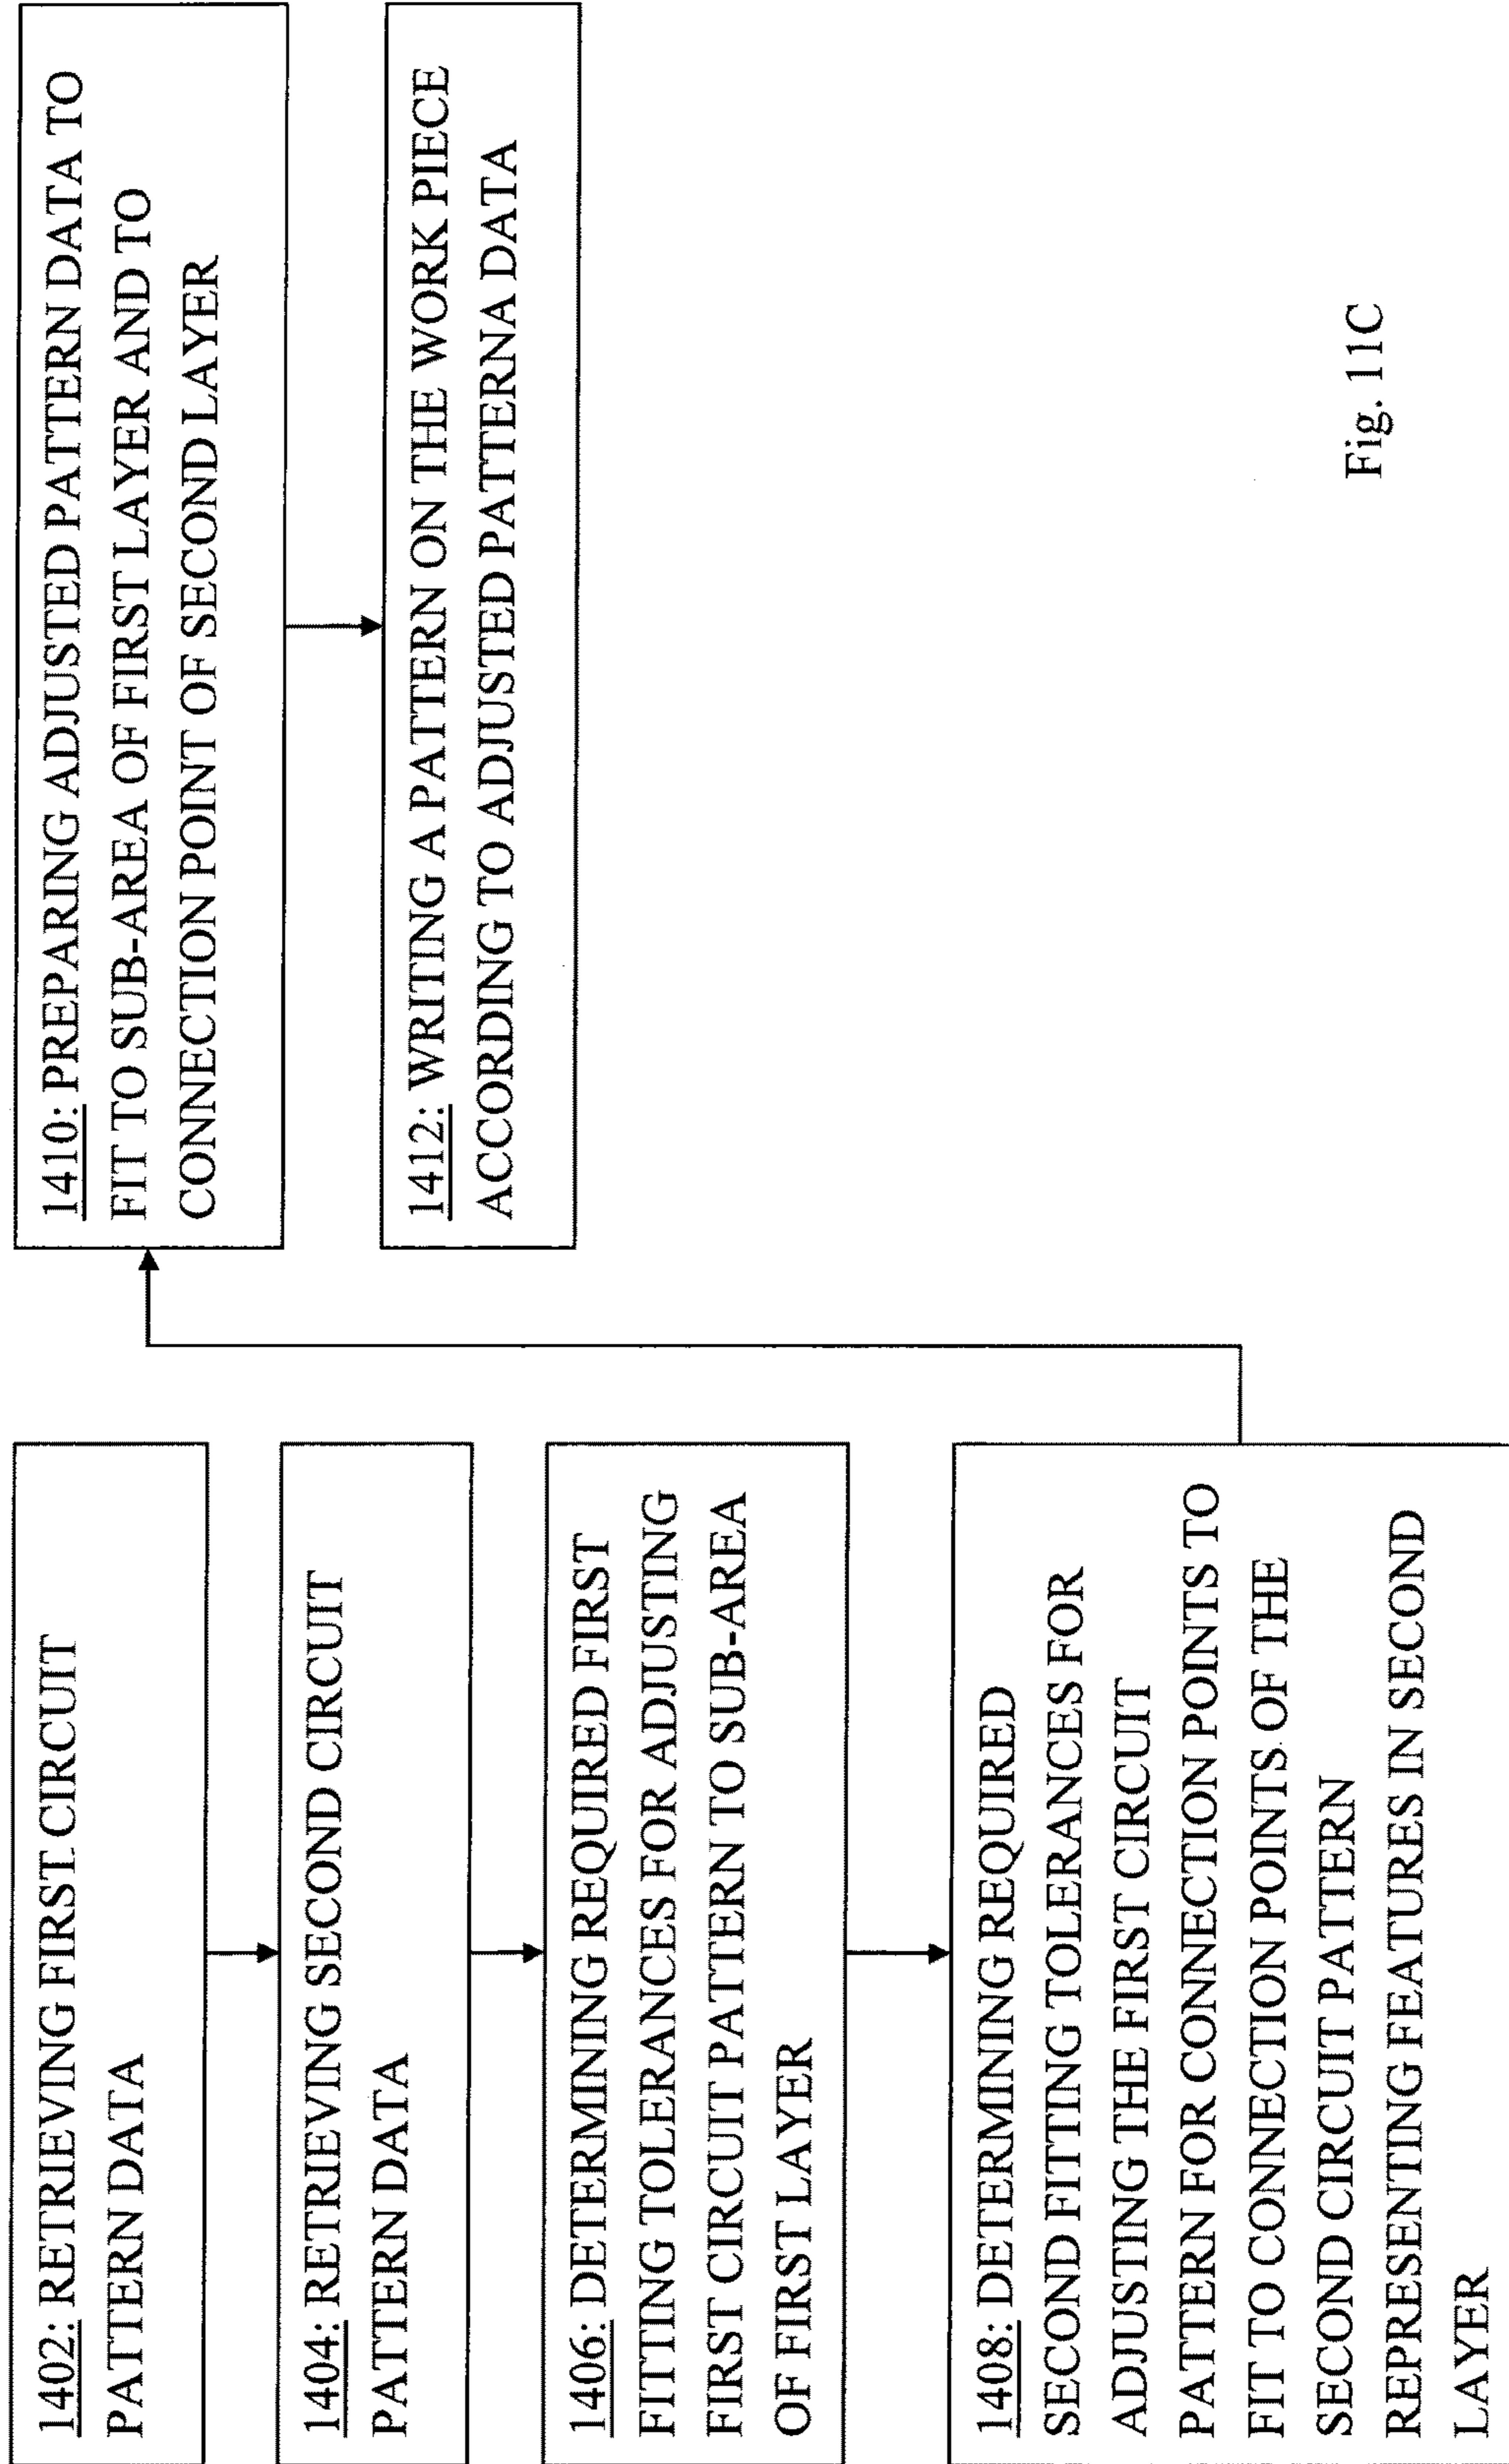 1402: RETRIEVING FIRST CIRCUIT
PATTERN DATA
1404: RETRIEVING SECOND CIRCUIT
PATTERN DATA
1406: DETERMINING REQUIRED FIRST
FITTING TOLERANCES FOR ADJUSTING
FIRST CIRCUIT PATTERN TO SUB-AREA
OF FIRST LAYER
1408: DETERMINING REQUIRED
SECOND FITTING TOLERANCES FOR
ADJUSTING THE FIRST CIRCUIT
PATTERN FOR CONNECTION POINTS TO
FIT TO CONNECTION POINTS OF THE
SECOND CIRCUIT PATTERN
REPRESENTING FEATURES IN SECOND
LAYER
1410: PREPARING ADJUSTED PATTERN DATA TO
FIT TO SUB-AREA OF FIRST LAYER AND TO
CONNECTION POINT OF SECOND LAYER
1412: WRITING A PATTERN ON THE WORK PIECE
ACCORDING TO ADJUSTED PATTERNA DATA
Fig. 11C